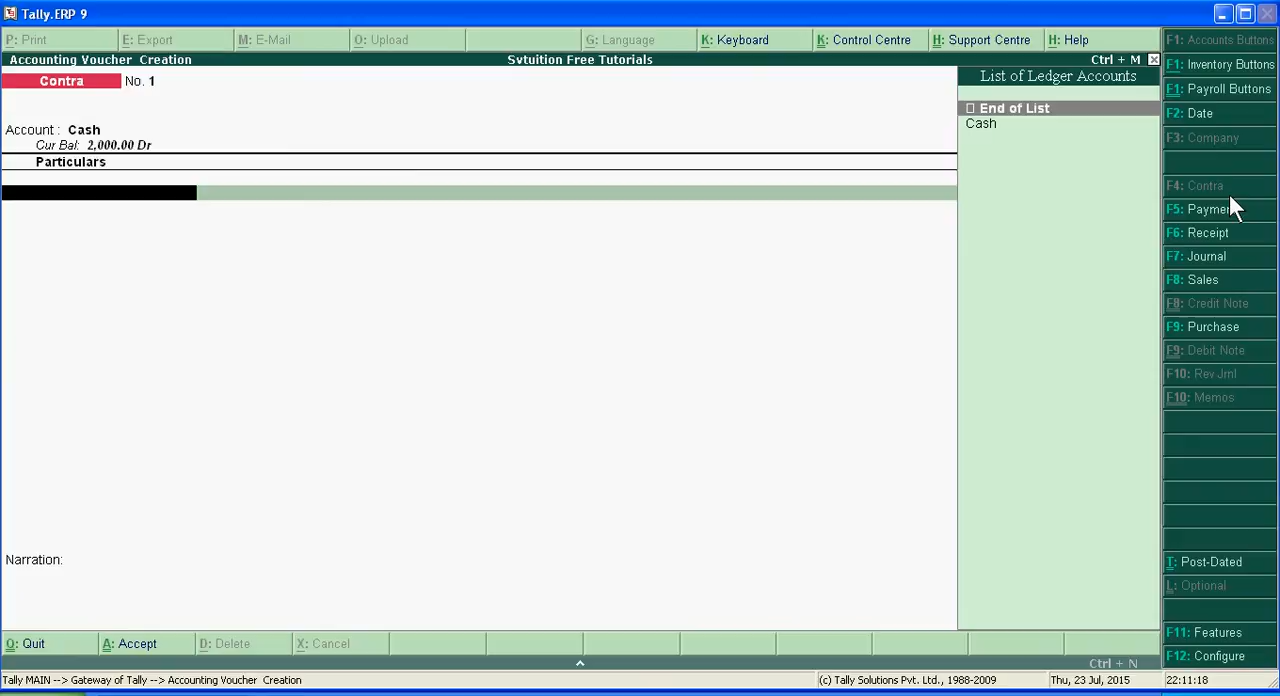 Tally.ERP 9
P: Print E: Export M: E-Mail O: Upload G: Language K: Keyboard K: Control Centre H: Support Centre H: Help
Accounting Voucher Creation Svtuition Free Tutorials Ctrl + M
Contra No. 1
Account : Cash
Cur Bal: 2,000.00 Dr
Particulars
List of Ledger Accounts
End of List
Cash
F1: Accounts Buttons
F1: Inventory Buttons
F1: Payroll Buttons
F2: Date
F3: Company
F4: Contra
F5: Payment
F6: Receipt
F7: Journal
F8: Sales
F8: Credit Note
F9: Purchase
F9: Debit Note
F10: Rev Jrnl
F10: Memos
T: Post-Dated
L: Optional
F11: Features
F12: Configure
Narration:
Q: Quit A: Accept D: Delete X: Cancel
Ctrl + N
Tally MAIN --> Gateway of Tally --> Accounting Voucher Creation (c) Tally Solutions Pvt. Ltd., 1988-2009 Thu, 23 Jul, 2015 22:11:18